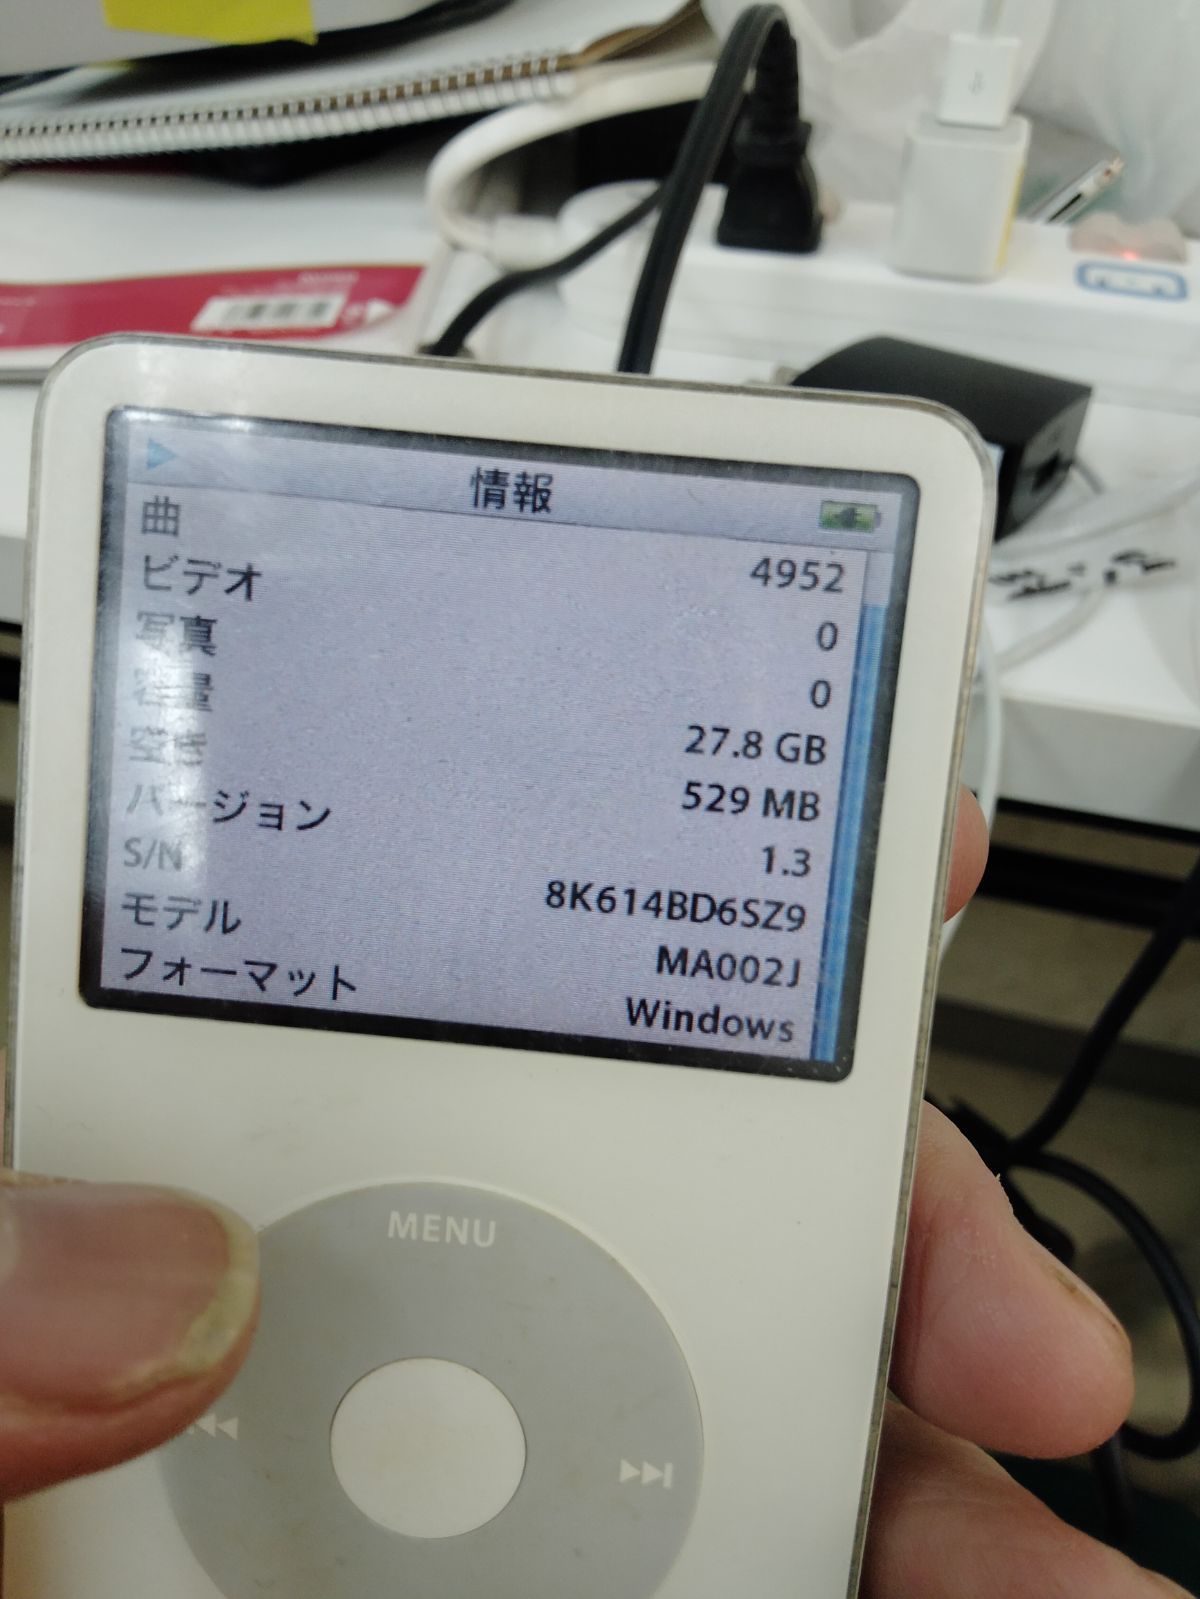 情報
曲 4952
ビデオ 0
写真 0
容量 27.8 GB
空き 529 MB
バージョン 1.3
S/N 8K614BD6SZ9
モデル MA002J
フォーマット Windows
MENU